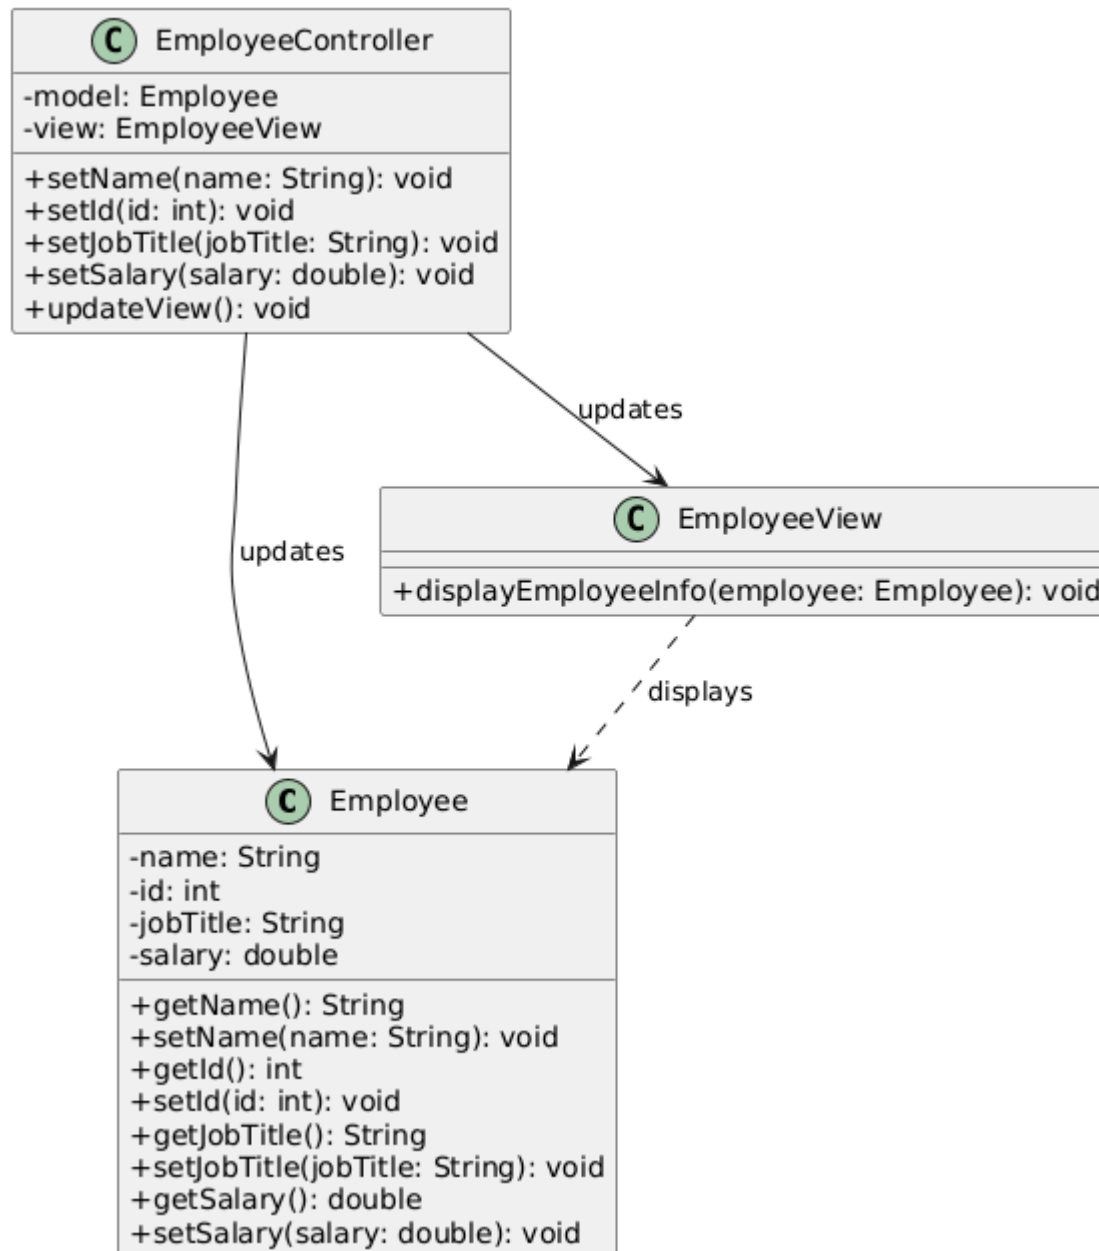 C EmployeeController
-model: Employee
-view: EmployeeView
+setName(name: String): void
+setId(id: int): void
+setJobTitle(jobTitle: String): void
+setSalary(salary: double): void
+updateView(): void
updates
C EmployeeView
+displayEmployeeInfo(employee: Employee): void
updates
displays
C Employee
-name: String
-id: int
-jobTitle: String
-salary: double
+getName(): String
+setName(name: String): void
+getId(): int
+setId(id: int): void
+getJobTitle(): String
+setJobTitle(jobTitle: String): void
+getSalary(): double
+setSalary(salary: double): void